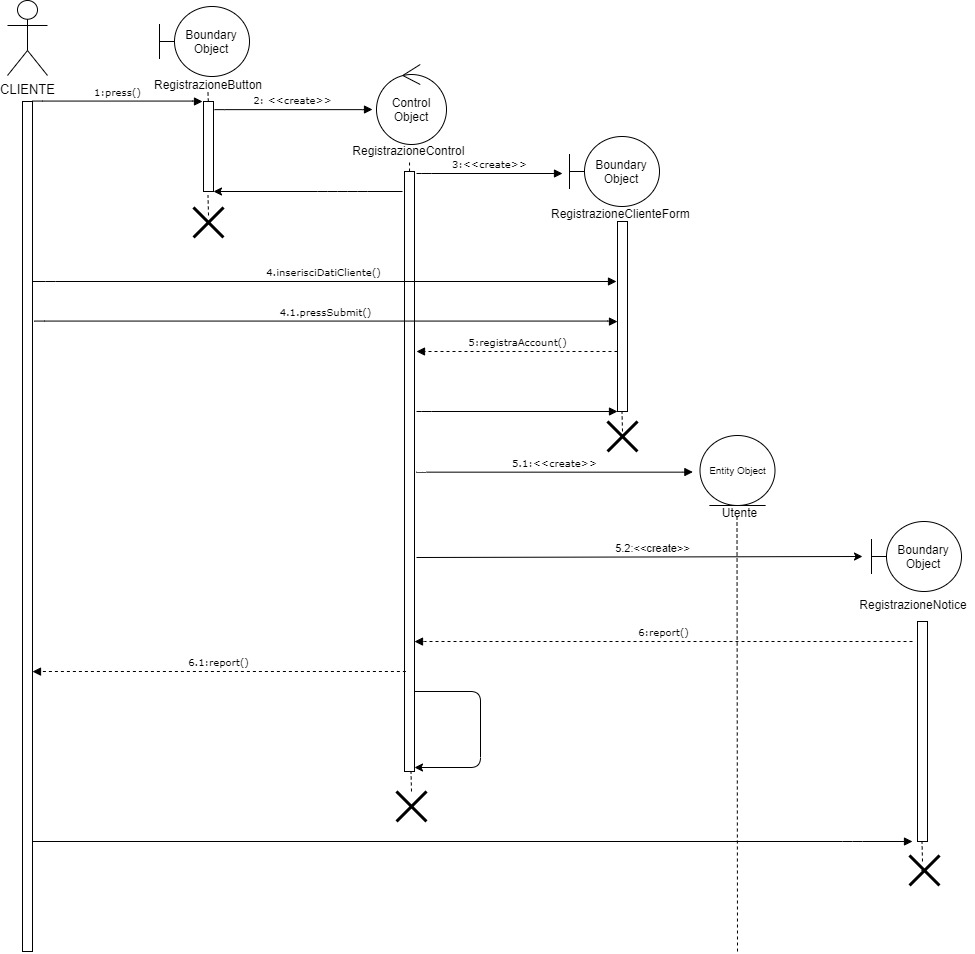 Boundary
Object
RegistrazioneButton
CLIENTE
1:press()
2: <<create>>
Control
Object
RegistrazioneControl
3:<<create>>
Boundary
Object
RegistrazioneClienteForm
4.inserisciDatiCliente()
4.1.pressSubmit()
5:registraAccount()
5.1:<<create>>
Entity Object
Utente
5.2:<<create>>
Boundary
Object
RegistrazioneNotice
6:report()
6.1:report()